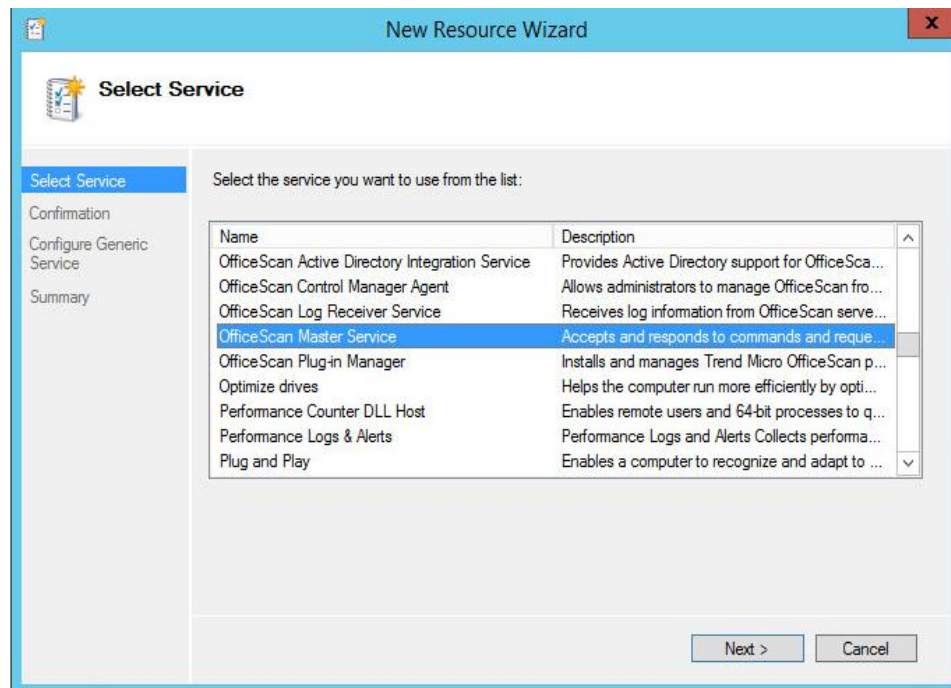 New Resource Wizard
x
Select Service
Select Service
Confirmation
Configure Generic
Service
Summary
Select the service you want to use from the list:
Name Description
OfficeScan Active Directory Integration Service Provides Active Directory support for OfficeSca...
OfficeScan Control Manager Agent Allows administrators to manage OfficeScan fro...
OfficeScan Log Receiver Service Receives log information from OfficeScan serve...
OfficeScan Master Service Accepts and responds to commands and reque...
OfficeScan Plug-in Manager Installs and manages Trend Micro OfficeScan p...
Optimize drives Helps the computer run more efficiently by opti...
Performance Counter DLL Host Enables remote users and 64-bit processes to q...
Performance Logs & Alerts Performance Logs and Alerts Collects performa...
Plug and Play Enables a computer to recognize and adapt to ...
Next > Cancel